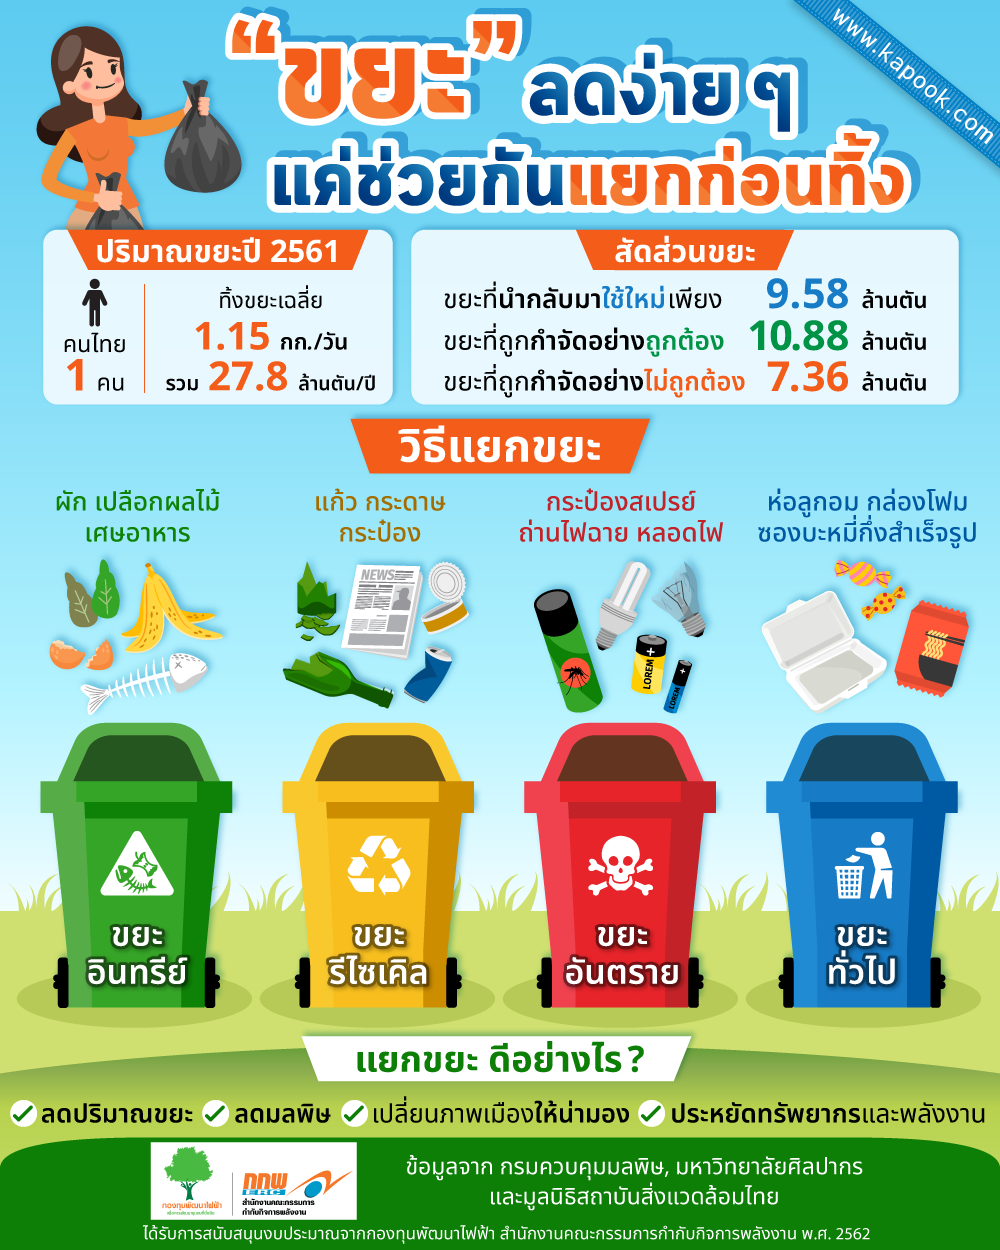 www.kapook.com
“ขยะ” ลดง่าย ๆ
แค่ช่วยกันแยกก่อนทิ้ง
ปริมาณขยะปี 2561
คนไทย
1 คน
ทิ้งขยะเฉลี่ย
1.15 กก./วัน
รวม 27.8 ล้านตัน/ปี
สัดส่วนขยะ
ขยะที่นำกลับมาใช้ใหม่เพียง 9.58 ล้านตัน
ขยะที่ถูกกำจัดอย่างถูกต้อง 10.88 ล้านตัน
ขยะที่ถูกกำจัดอย่างไม่ถูกต้อง 7.36 ล้านตัน
วิธีแยกขยะ
ผัก เปลือกผลไม้
เศษอาหาร
แก้ว กระดาษ
กระป๋อง
กระป๋องสเปรย์
ถ่านไฟฉาย หลอดไฟ
ห่อลูกอม กล่องโฟม
ซองบะหมี่กึ่งสำเร็จรูป
NEWS
LOREM
LOREM
ขยะ
อินทรีย์
ขยะ
รีไซเคิล
ขยะ
อันตราย
ขยะ
ทั่วไป
แยกขยะ ดีอย่างไร ?
ลดปริมาณขยะ ลดมลพิษ เปลี่ยนภาพเมืองให้น่ามอง ประหยัดทรัพยากรและพลังงาน
กองทุนพัฒนาไฟฟ้า
กกพ
ERC
สำนักงานคณะกรรมการ
กำกับกิจการพลังงาน
ข้อมูลจาก กรมควบคุมมลพิษ, มหาวิทยาลัยศิลปากร
และมูลนิธิสถาบันสิ่งแวดล้อมไทย
ได้รับการสนับสนุนงบประมาณจากกองทุนพัฒนาไฟฟ้า สำนักงานคณะกรรมการกำกับกิจการพลังงาน พ.ศ. 2562